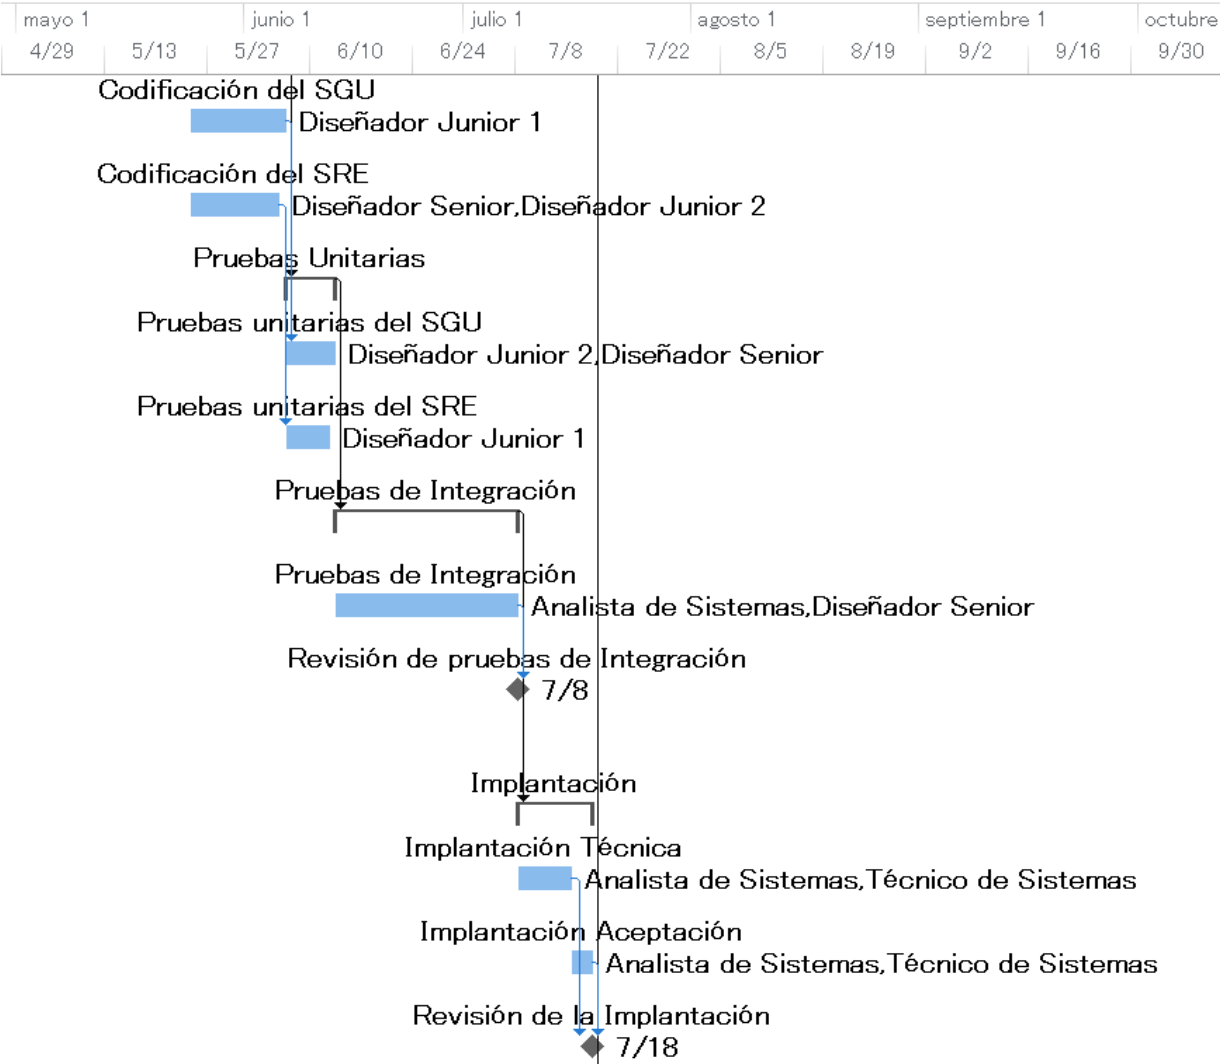 mayo 1 junio 1 julio 1 agosto 1 septiembre 1 octubre
4/29 5/13 5/27 6/10 6/24 7/8 7/22 8/5 8/19 9/2 9/16 9/30
Codificación del SGU
Diseñador Junior 1
Codificación del SRE
Diseñador Senior,Diseñador Junior 2
Pruebas Unitarias
Pruebas unitarias del SGU
Diseñador Junior 2,Diseñador Senior
Pruebas unitarias del SRE
Diseñador Junior 1
Pruebas de Integración
Pruebas de Integración
Analista de Sistemas,Diseñador Senior
Revisión de pruebas de Integración
7/8
Implantación
Implantación Técnica
Analista de Sistemas,Técnico de Sistemas
Implantación Aceptación
Analista de Sistemas,Técnico de Sistemas
Revisión de la Implantación
7/18